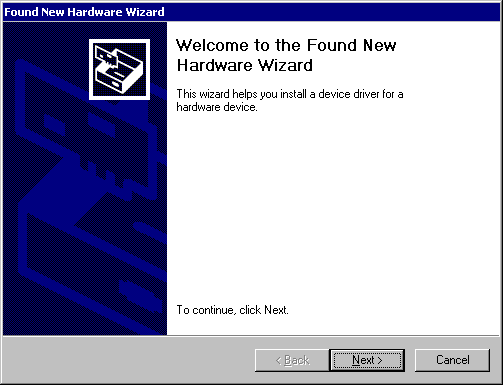 Found New Hardware Wizard
Welcome to the Found New
Hardware Wizard
This wizard helps you install a device driver for a
hardware device.
To continue, click Next.
< Back
Next >
Cancel